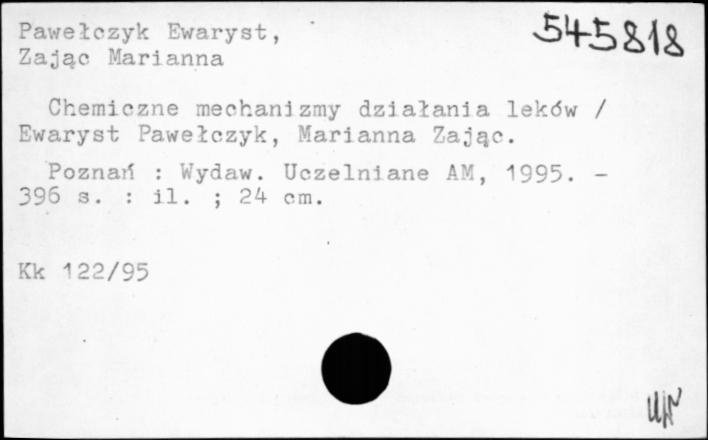 Pawełczyk Ewaryst,
545818
Zając Marianna
Chemiczne mechanizmy działania leków /
Ewaryst Pawełczyk, Marianna Zając.
Poznań : Wydaw. Uczelniane AM, 1995. –
396 s. : il. ; 24 cm.
Kk 122/95